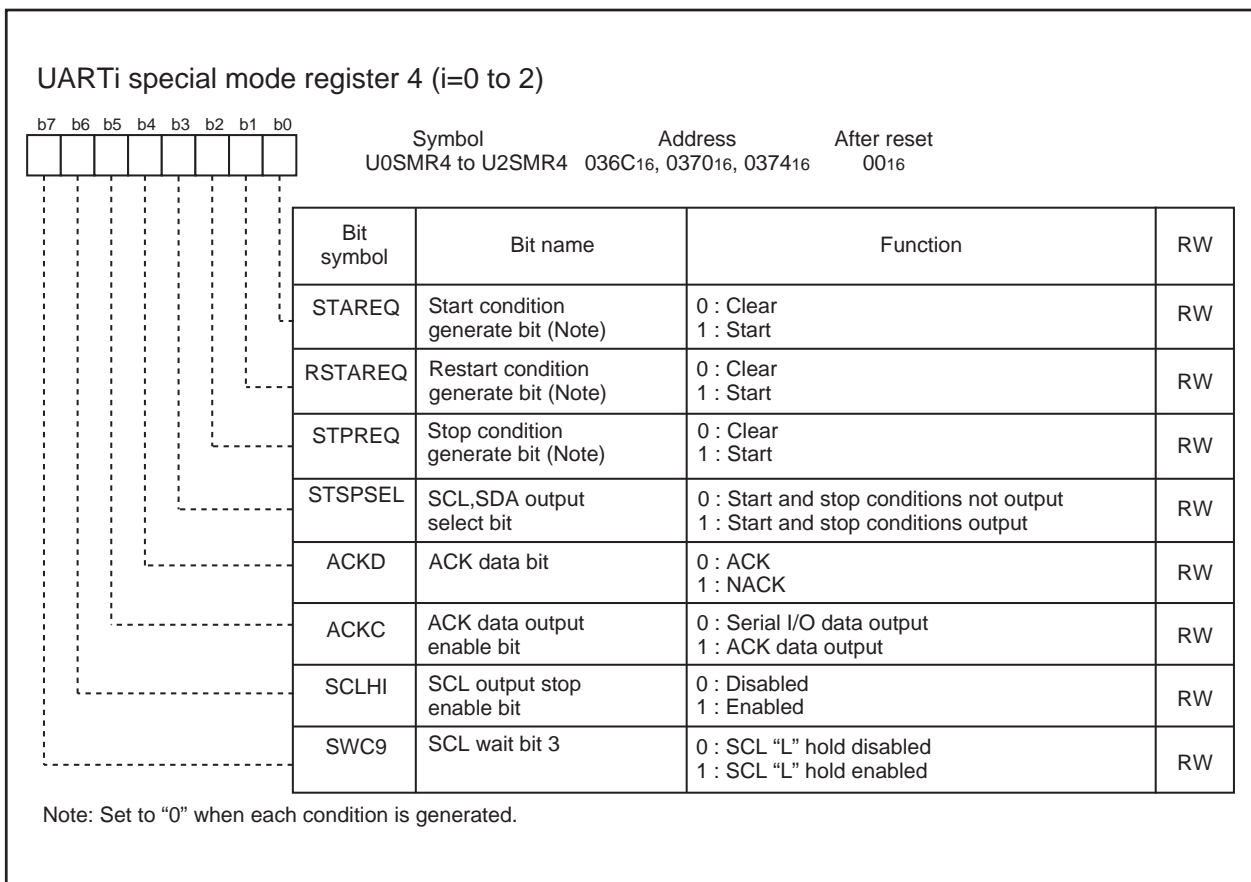 UARTi special mode register 4 (i=0 to 2)
b7 b6 b5 b4 b3 b2 b1 b0
Symbol Address After reset
U0SMR4 to U2SMR4 036C16, 037016, 037416 0016
Bit symbol Bit name Function RW
STAREQ Start condition generate bit (Note) 0 : Clear
1 : Start
RW
RSTAREQ Restart condition generate bit (Note) 0 : Clear
1 : Start
RW
STPREQ Stop condition generate bit (Note) 0 : Clear
1 : Start
RW
STSPSEL SCL,SDA output select bit 0 : Start and stop conditions not output
1 : Start and stop conditions output
RW
ACKD ACK data bit 0 : ACK
1 : NACK
RW
ACKC ACK data output enable bit 0 : Serial I/O data output
1 : ACK data output
RW
SCLHI SCL output stop enable bit 0 : Disabled
1 : Enabled
RW
SWC9 SCL wait bit 3 0 : SCL “L” hold disabled
1 : SCL “L” hold enabled
RW
Note: Set to “0” when each condition is generated.